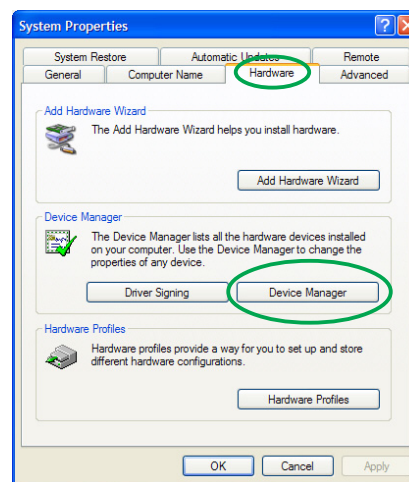 System Properties
System Restore Automatic Updates Remote
General Computer Name Hardware Advanced
Add Hardware Wizard
The Add Hardware Wizard helps you install hardware.
Add Hardware Wizard
Device Manager
The Device Manager lists all the hardware devices installed
on your computer. Use the Device Manager to change the
properties of any device.
Driver Signing Device Manager
Hardware Profiles
Hardware profiles provide a way for you to set up and store
different hardware configurations.
Hardware Profiles
OK Cancel Apply